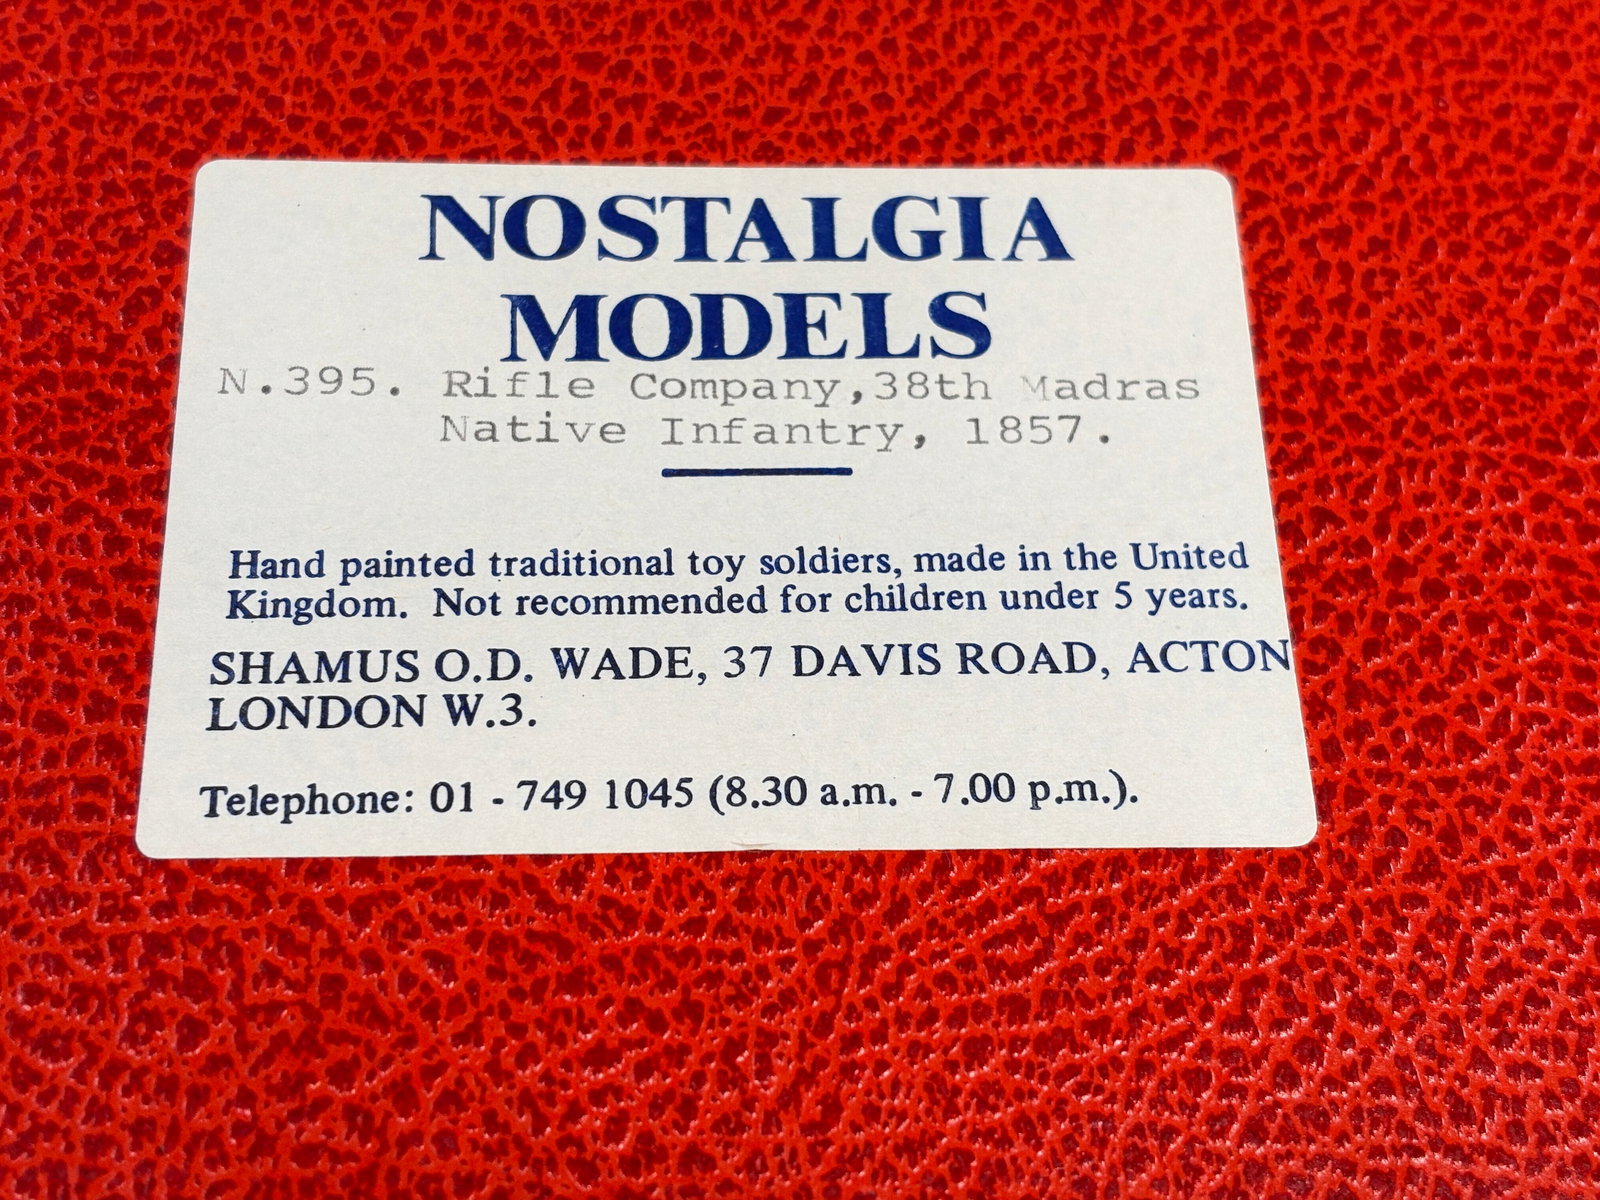 NOSTALGIA
MODELS
N.395. Rifle Company,38th Madras
Native Infantry, 1857.
Hand painted traditional toy soldiers, made in the United
Kingdom. Not recommended for children under 5 years.
SHAMUS O.D. WADE, 37 DAVIS ROAD, ACTON
LONDON W.3.
Telephone: 01 - 749 1045 (8.30 a.m. - 7.00 p.m.).